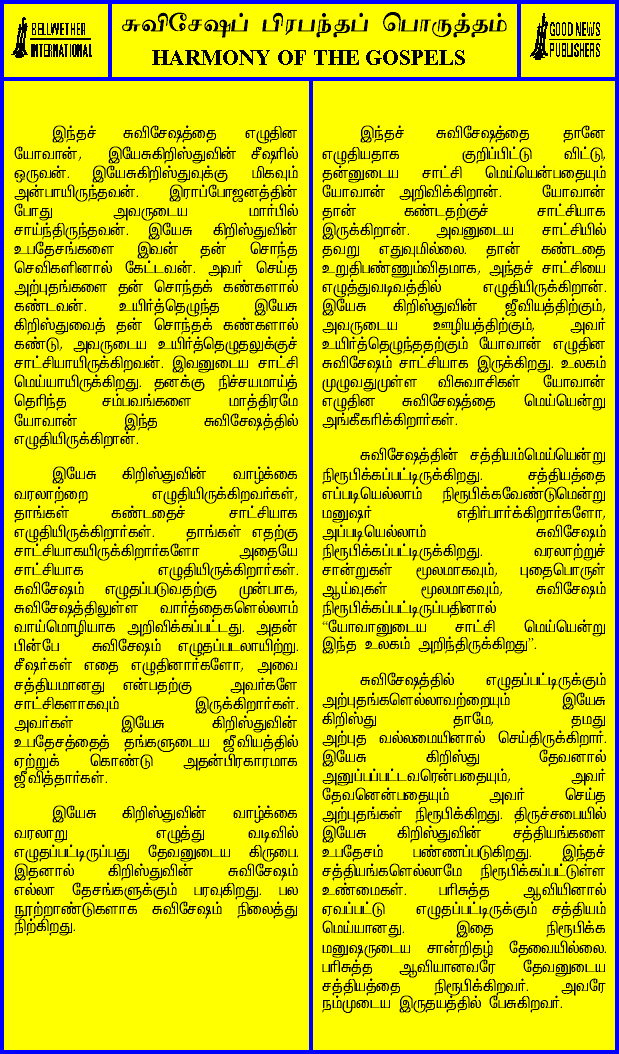 BELLWETHER
INTERNATIONAL
சுவிசேஷப் பிரபந்தப் பொருத்தம்
HARMONY OF THE GOSPELS
GOOD NEWS
PUBLISHERS
இந்தச் சுவிசேஷத்தை எழுதின
யோவான், இயேசுகிறிஸ்துவின் சீஷரில்
ஒருவன். இயேசுகிறிஸ்துவுக்கு மிகவும்
அன்பாயிருந்தவன். இராப்போஜனத்தின்
போது அவருடைய மார்பில்
சாய்ந்திருந்தவன். இயேசு கிறிஸ்துவின்
உபதேசங்களை இவன் தன் சொந்த
செவிகளினால் கேட்டவன். அவர் செய்த
அற்புதங்களை தன் சொந்தக் கண்களால்
கண்டவன். உயிர்த்தெழுந்த இயேசு
கிறிஸ்துவைத் தன் சொந்தக் கண்களால்
கண்டு, அவருடைய உயிர்த்தெழுதலுக்குச்
சாட்சியாயிருக்கிறவன். இவனுடைய சாட்சி
மெய்யாயிருக்கிறது. தனக்கு நிச்சயமாய்த்
தெரிந்த சம்பவங்களை மாத்திரமே
யோவான் இந்த சுவிசேஷத்தில்
எழுதியிருக்கிறான்.
இயேசு கிறிஸ்துவின் வாழ்க்கை
வரலாற்றை எழுதியிருக்கிறவர்கள்,
தாங்கள் கண்டதைச் சாட்சியாக
எழுதியிருக்கிறார்கள். தாங்கள் எதற்கு
சாட்சியாகயிருக்கிறார்களோ அதையே
சாட்சியாக எழுதியிருக்கிறார்கள்.
சுவிசேஷம் எழுதப்படுவதற்கு முன்பாக,
சுவிசேஷத்திலுள்ள வார்த்தைகளெல்லாம்
வாய்மொழியாக அறிவிக்கப்பட்டது. அதன்
பின்பே சுவிசேஷம் எழுதப்படலாயிற்று.
சீஷர்கள் எதை எழுதினார்களோ, அவை
சத்தியமானது என்பதற்கு அவர்களே
சாட்சிகளாகவும் இருக்கிறார்கள்.
அவர்கள் இயேசு கிறிஸ்துவின்
உபதேசத்தைத் தங்களுடைய ஜீவியத்தில்
ஏற்றுக் கொண்டு அதன்பிரகாரமாக
ஜீவித்தார்கள்.
இயேசு கிறிஸ்துவின் வாழ்க்கை
வரலாறு எழுத்து வடிவில்
எழுதப்பட்டிருப்பது தேவனுடைய கிருபை.
இதனால் கிறிஸ்துவின் சுவிசேஷம்
எல்லா தேசங்களுக்கும் பரவுகிறது. பல
நூற்றாண்டுகளாக சுவிசேஷம் நிலைத்து
நிற்கிறது.
இந்தச் சுவிசேஷத்தை தானே
எழுதியதாக குறிப்பிட்டு விட்டு,
தன்னுடைய சாட்சி மெய்யென்பதையும்
யோவான் அறிவிக்கிறான். யோவான்
தான் கண்டதற்குச் சாட்சியாக
இருக்கிறான். அவனுடைய சாட்சியில்
தவறு எதுவுமில்லை. தான் கண்டதை
உறுதிபண்ணும்விதமாக, அந்தச் சாட்சியை
எழுத்துவடிவத்தில் எழுதியிருக்கிறான்.
இயேசு கிறிஸ்துவின் ஜீவியத்திற்கும்,
அவருடைய ஊழியத்திற்கும், அவர்
உயிர்த்தெழுந்ததற்கும் யோவான் எழுதின
சுவிசேஷம் சாட்சியாக இருக்கிறது. உலகம்
முழுவதுமுள்ள விசுவாசிகள் யோவான்
எழுதின சுவிசேஷத்தை மெய்யென்று
அங்கீகரிக்கிறார்கள்.
சுவிசேஷத்தின் சத்தியம்மெய்யென்று
நிரூபிக்கப்பட்டிருக்கிறது. சத்தியத்தை
எப்படியெல்லாம் நிரூபிக்கவேண்டுமென்று
மனுஷர் எதிர்பார்க்கிறார்களோ,
அப்படியெல்லாம் சுவிசேஷம்
நிரூபிக்கப்பட்டிருக்கிறது. வரலாற்றுச்
சான்றுகள் மூலமாகவும், புதைபொருள்
ஆய்வுகள் மூலமாகவும், சுவிசேஷம்
நிரூபிக்கப்பட்டிருப்பதினால்
“யோவானுடைய சாட்சி மெய்யென்று
இந்த உலகம் அறிந்திருக்கிறது”.
சுவிசேஷத்தில் எழுதப்பட்டிருக்கும்
அற்புதங்களெல்லாவற்றையும் இயேசு
கிறிஸ்து தாமே, தமது
அற்புத வல்லமையினால் செய்திருக்கிறார்.
இயேசு கிறிஸ்து தேவனால்
அனுப்பப்பட்டவரென்பதையும், அவர்
தேவனென்பதையும் அவர் செய்த
அற்புதங்கள் நிரூபிக்கிறது. திருச்சபையில்
இயேசு கிறிஸ்துவின் சத்தியங்களை
உபதேசம் பண்ணப்படுகிறது. இந்தச்
சத்தியங்களெல்லாமே நிரூபிக்கப்பட்டுள்ள
உண்மைகள். பரிசுத்த ஆவியினால்
ஏவப்பட்டு எழுதப்பட்டிருக்கும் சத்தியம்
மெய்யானது. இதை நிரூபிக்க
மனுஷருடைய சான்றிதழ் தேவையில்லை.
பரிசுத்த ஆவியானவரே தேவனுடைய
சத்தியத்தை நிரூபிக்கிறவர். அவரே
நம்முடைய இருதயத்தில் பேசுகிறவர்.